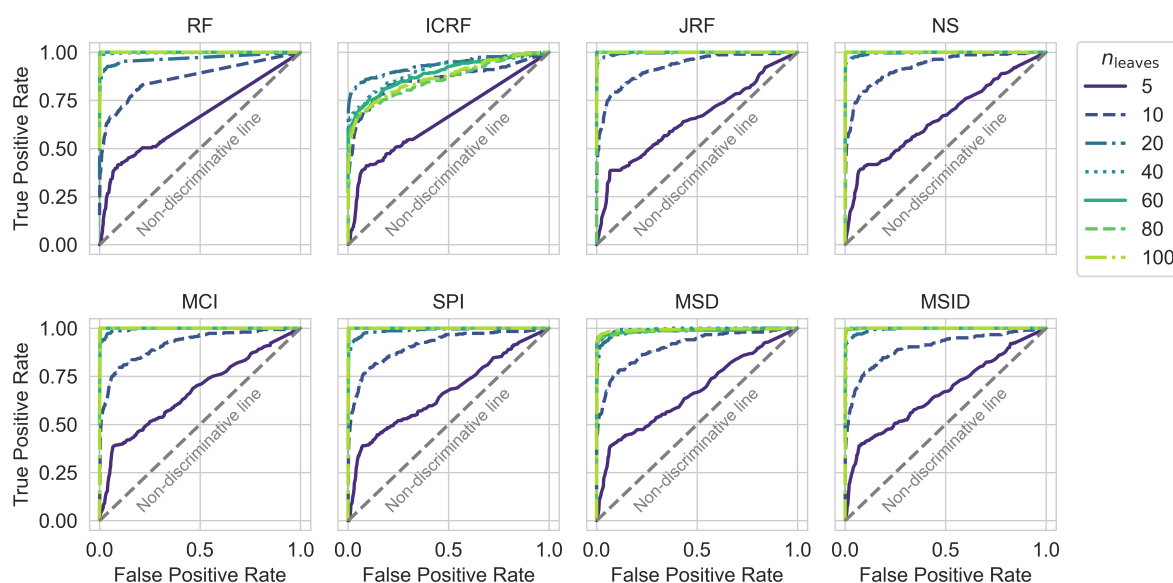 RF
ICRF
JRF
NS
True Positive Rate
1.00
0.75
0.50
0.25
0.00
Non-discriminative line
Non-discriminative line
Non-discriminative line
Non-discriminative line
n_leaves
5
10
20
40
60
80
100
MCI
SPI
MSD
MSID
True Positive Rate
1.00
0.75
0.50
0.25
0.00
Non-discriminative line
Non-discriminative line
Non-discriminative line
Non-discriminative line
0.0 0.5 1.0
0.0 0.5 1.0
0.0 0.5 1.0
0.0 0.5 1.0
False Positive Rate
False Positive Rate
False Positive Rate
False Positive Rate